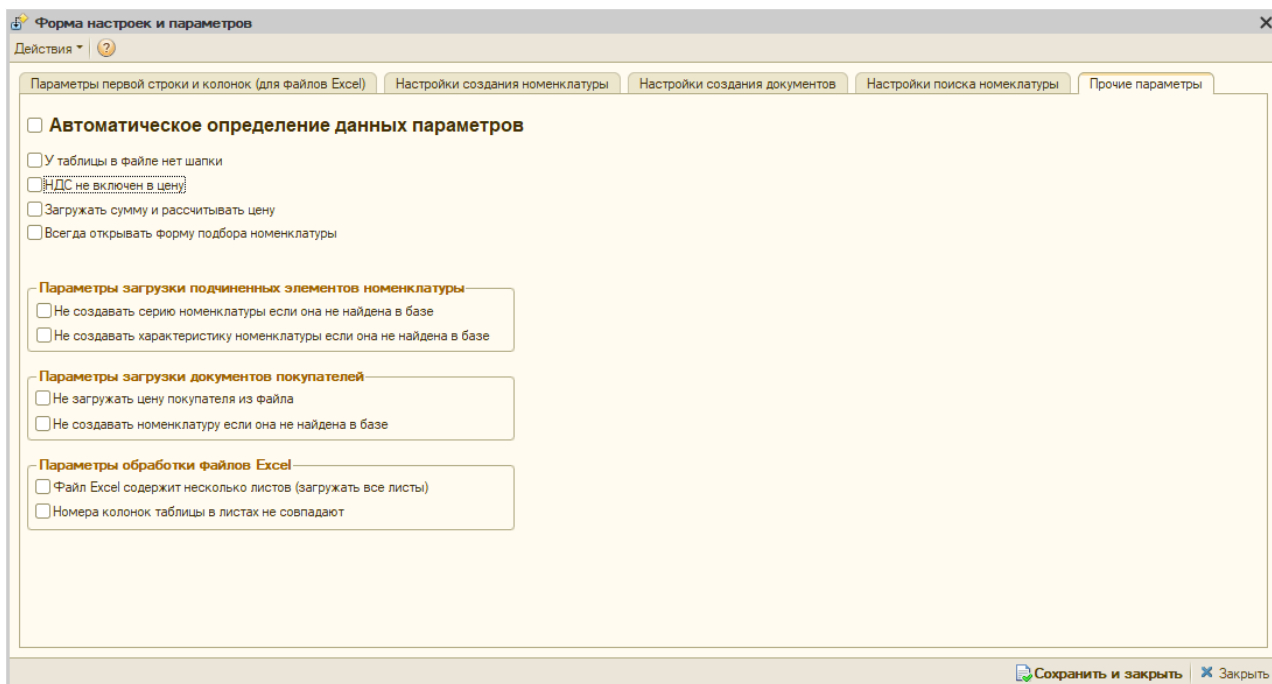 Форма настроек и параметров
Действия
Параметры первой строки и колонок (для файлов Excel) Настройки создания номенклатуры Настройки создания документов Настройки поиска номеклатуры Прочие параметры
Автоматическое определение данных параметров
У таблицы в файле нет шапки
НДС не включен в цену
Загружать сумму и рассчитывать цену
Всегда открывать форму подбора номенклатуры
Параметры загрузки подчиненных элементов номенклатуры
Не создавать серию номенклатуры если она не найдена в базе
Не создавать характеристику номенклатуры если она не найдена в базе
Параметры загрузки документов покупателей
Не загружать цену покупателя из файла
Не создавать номенклатуру если она не найдена в базе
Параметры обработки файлов Excel
Файл Excel содержит несколько листов (загружать все листы)
Номера колонок таблицы в листах не совпадают
Сохранить и закрыть Закрыть